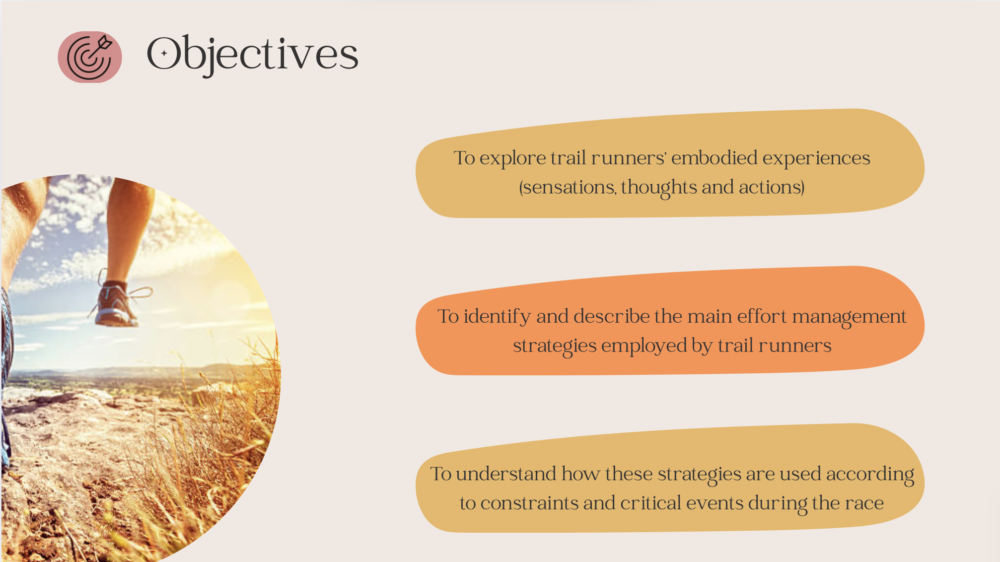 Objectives
To explore trail runners' embodied experiences
(sensations, thoughts and actions)
To identify and describe the main effort management
strategies employed by trail runners
To understand how these strategies are used according
to constraints and critical events during the race